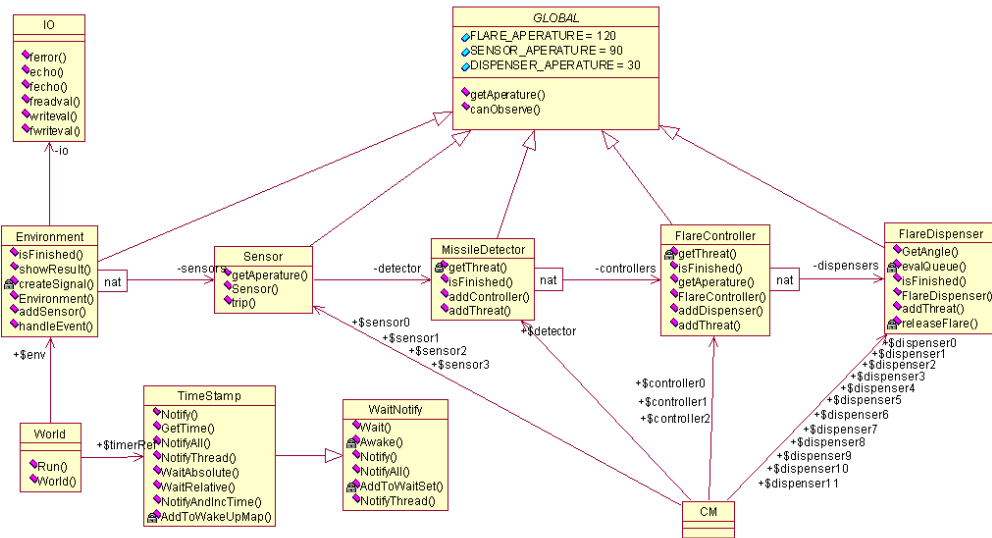 IO
ferror()
echo()
fecho()
freadval()
writeval()
fwriteval()
-io
GLOBAL
FLARE_APERATURE = 120
SENSOR_APERATURE = 90
DISPENSER_APERATURE = 30
getAperature()
canObserve()
Environment
isFinished()
showResult()
createSignal()
Environment()
addSensor()
handleEvent()
nat
-sensors
Sensor
getAperature()
Sensor()
trip()
-detector
MissileDetector
getThreat()
isFinished()
addController()
addThreat()
nat
-controllers
FlareController
getThreat()
isFinished()
getAperature()
FlareController()
addDispenser()
addThreat()
nat
-dispensers
FlareDispenser
GetAngle()
evalQueue()
isFinished()
FlareDispenser()
addThreat()
releaseFlare()
+$env
+$sensor0
+$sensor1
+$sensor2
+$sensor3
+$detector
+$controller0
+$controller1
+$controller2
+$dispenser0
+$dispenser1
+$dispenser2
+$dispenser3
+$dispenser4
+$dispenser5
+$dispenser6
+$dispenser7
+$dispenser8
+$dispenser9
+$dispenser10
+$dispenser11
World
Run()
World()
+$timerRef
TimeStamp
Notify()
GetTime()
NotifyAll()
NotifyThread()
WaitAbsolute()
WaitRelative()
NotifyAndIncTime()
AddToWakeUpMap()
WaitNotify
Wait()
Awake()
Notify()
NotifyAll()
AddToWaitSet()
NotifyThread()
CM